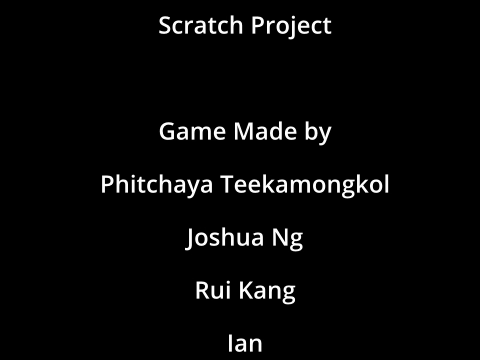 Scratch Project
Game Made by
Phitchaya Teekamongkol
Joshua Ng
Rui Kang
Ian